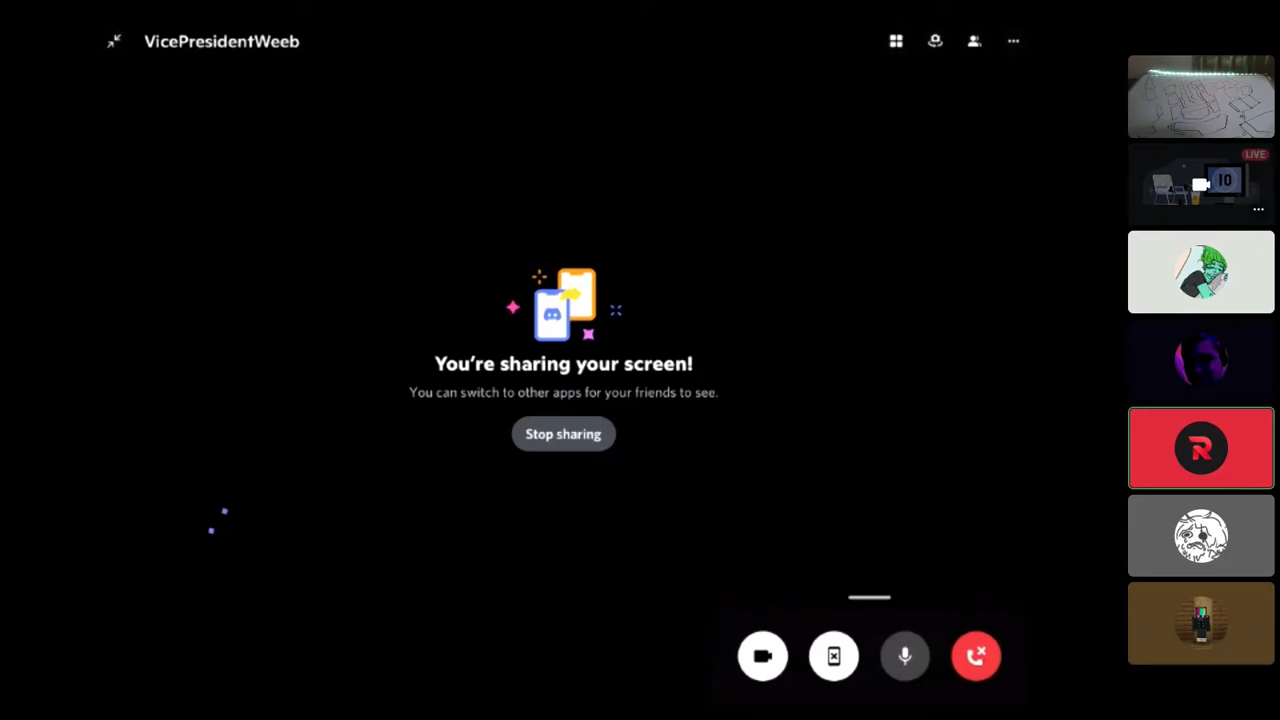 VicePresidentWeeb
LIVE
10
You're sharing your screen!
You can switch to other apps for your friends to see.
Stop sharing
R